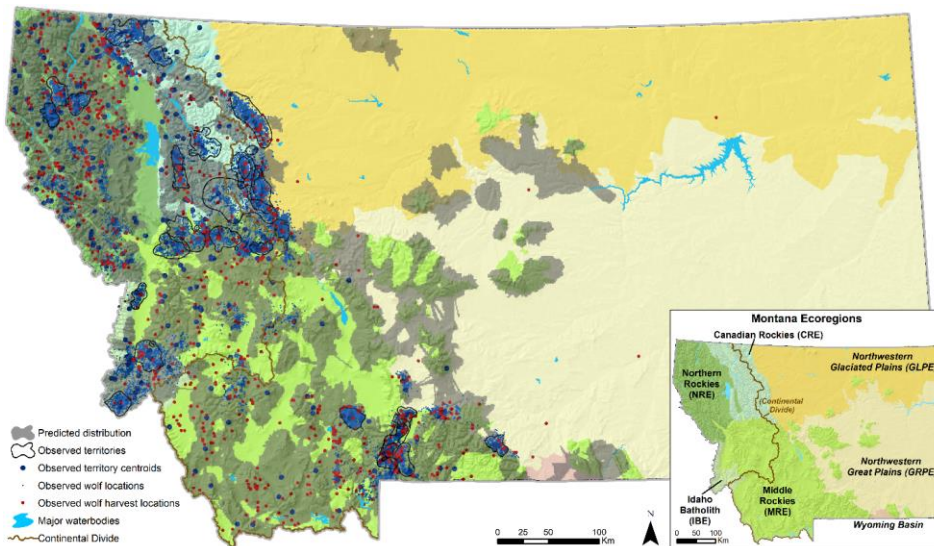 Predicted distribution
Observed territories
Observed territory centroids
Observed wolf locations
Observed wolf harvest locations
Major waterbodies
Continental Divide
0 25 50 100
Km
N
Montana Ecoregions
Canadian Rockies (CRE)
Northern
Rockies
(NRE)
(Continental
Divide)
Northwestern
Glaciated Plains (GLPE)
Northwestern
Great Plains (GRPE)
Idaho
Batholith
(IBE)
Middle
Rockies
(MRE)
Wyoming Basin
0 50 100
Km